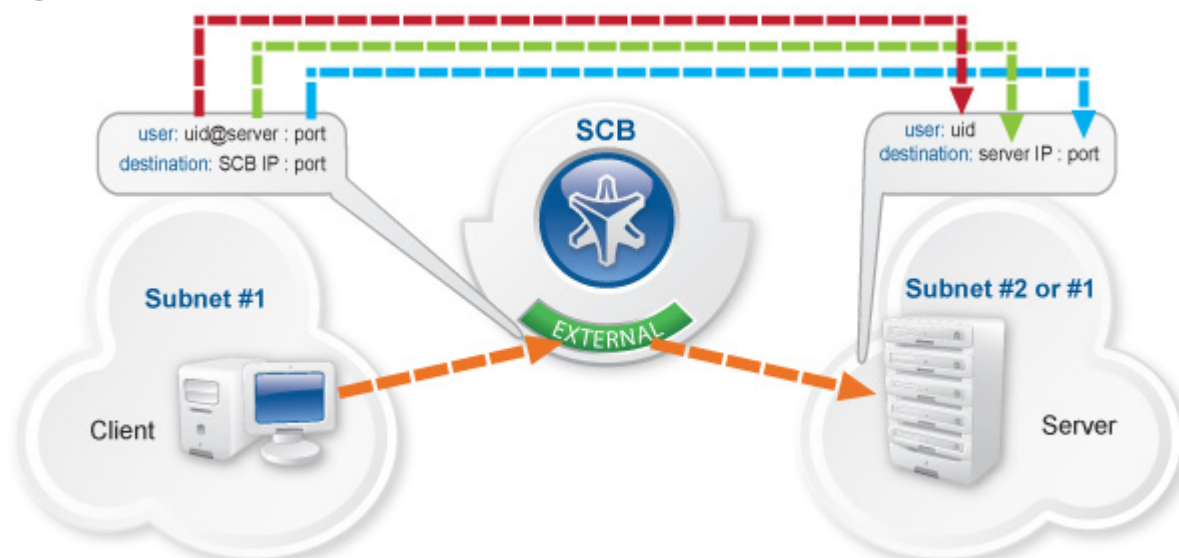 user: uid@server : port
destination: SCB IP : port
SCB
user: uid
destination: server IP : port
Subnet #1
Subnet #2 or #1
EXTERNAL
Client
Server